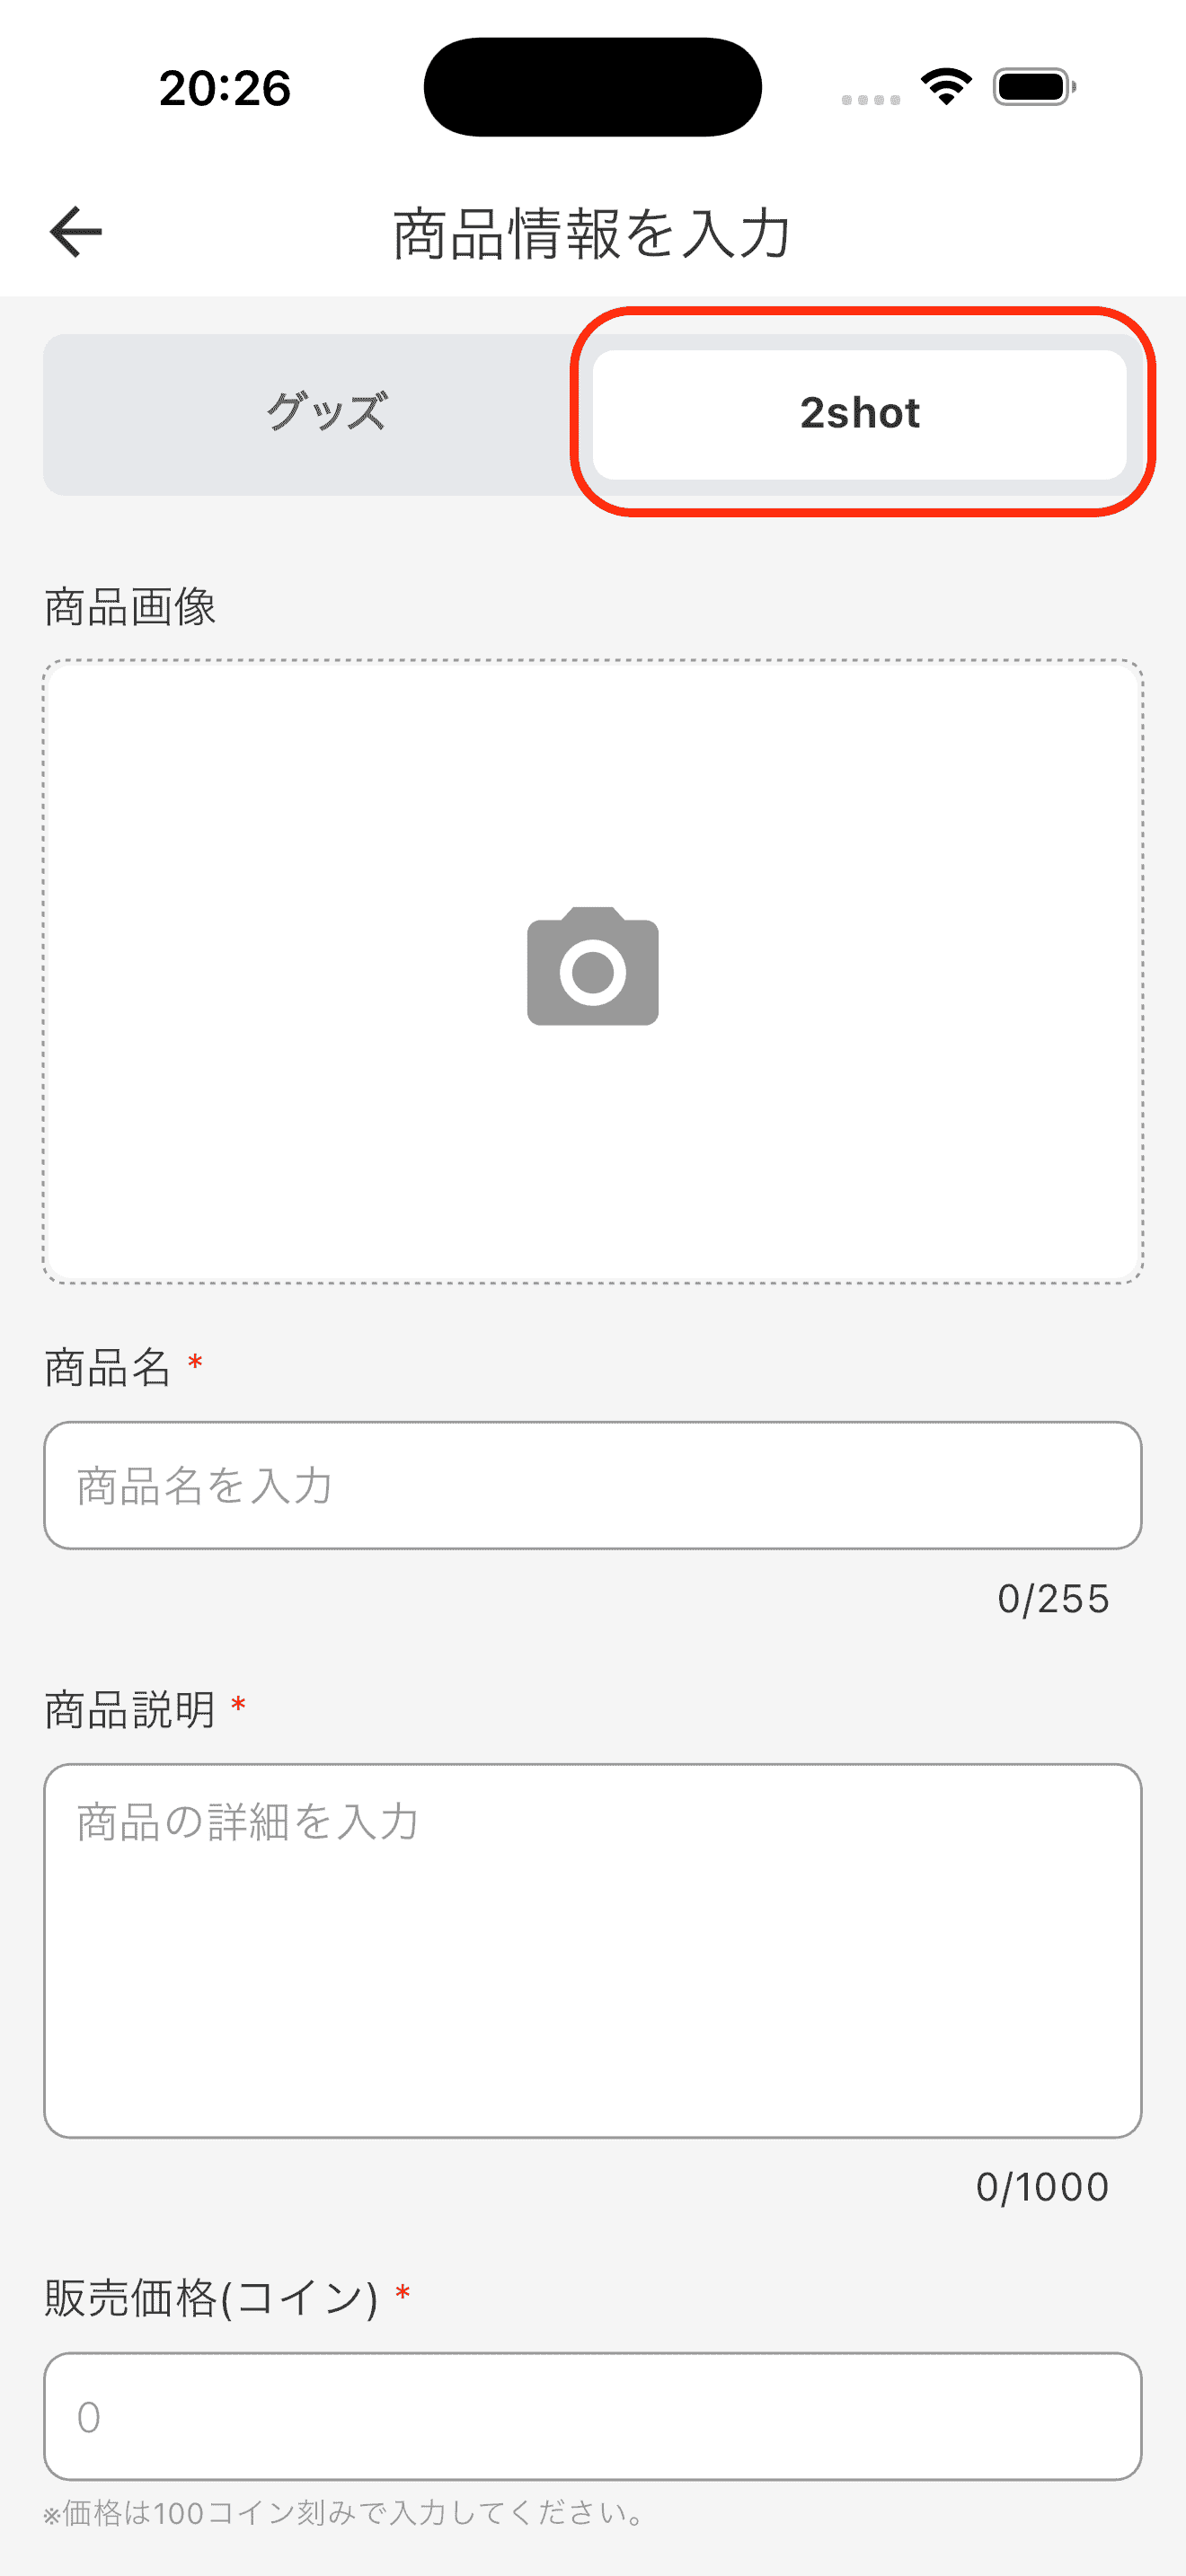 20:26
商品情報を入力
グッズ
2shot
商品画像
商品名 *
商品名を入力
0/255
商品説明 *
商品の詳細を入力
0/1000
販売価格(コイン) *
0
※価格は100コイン刻みで入力してください。